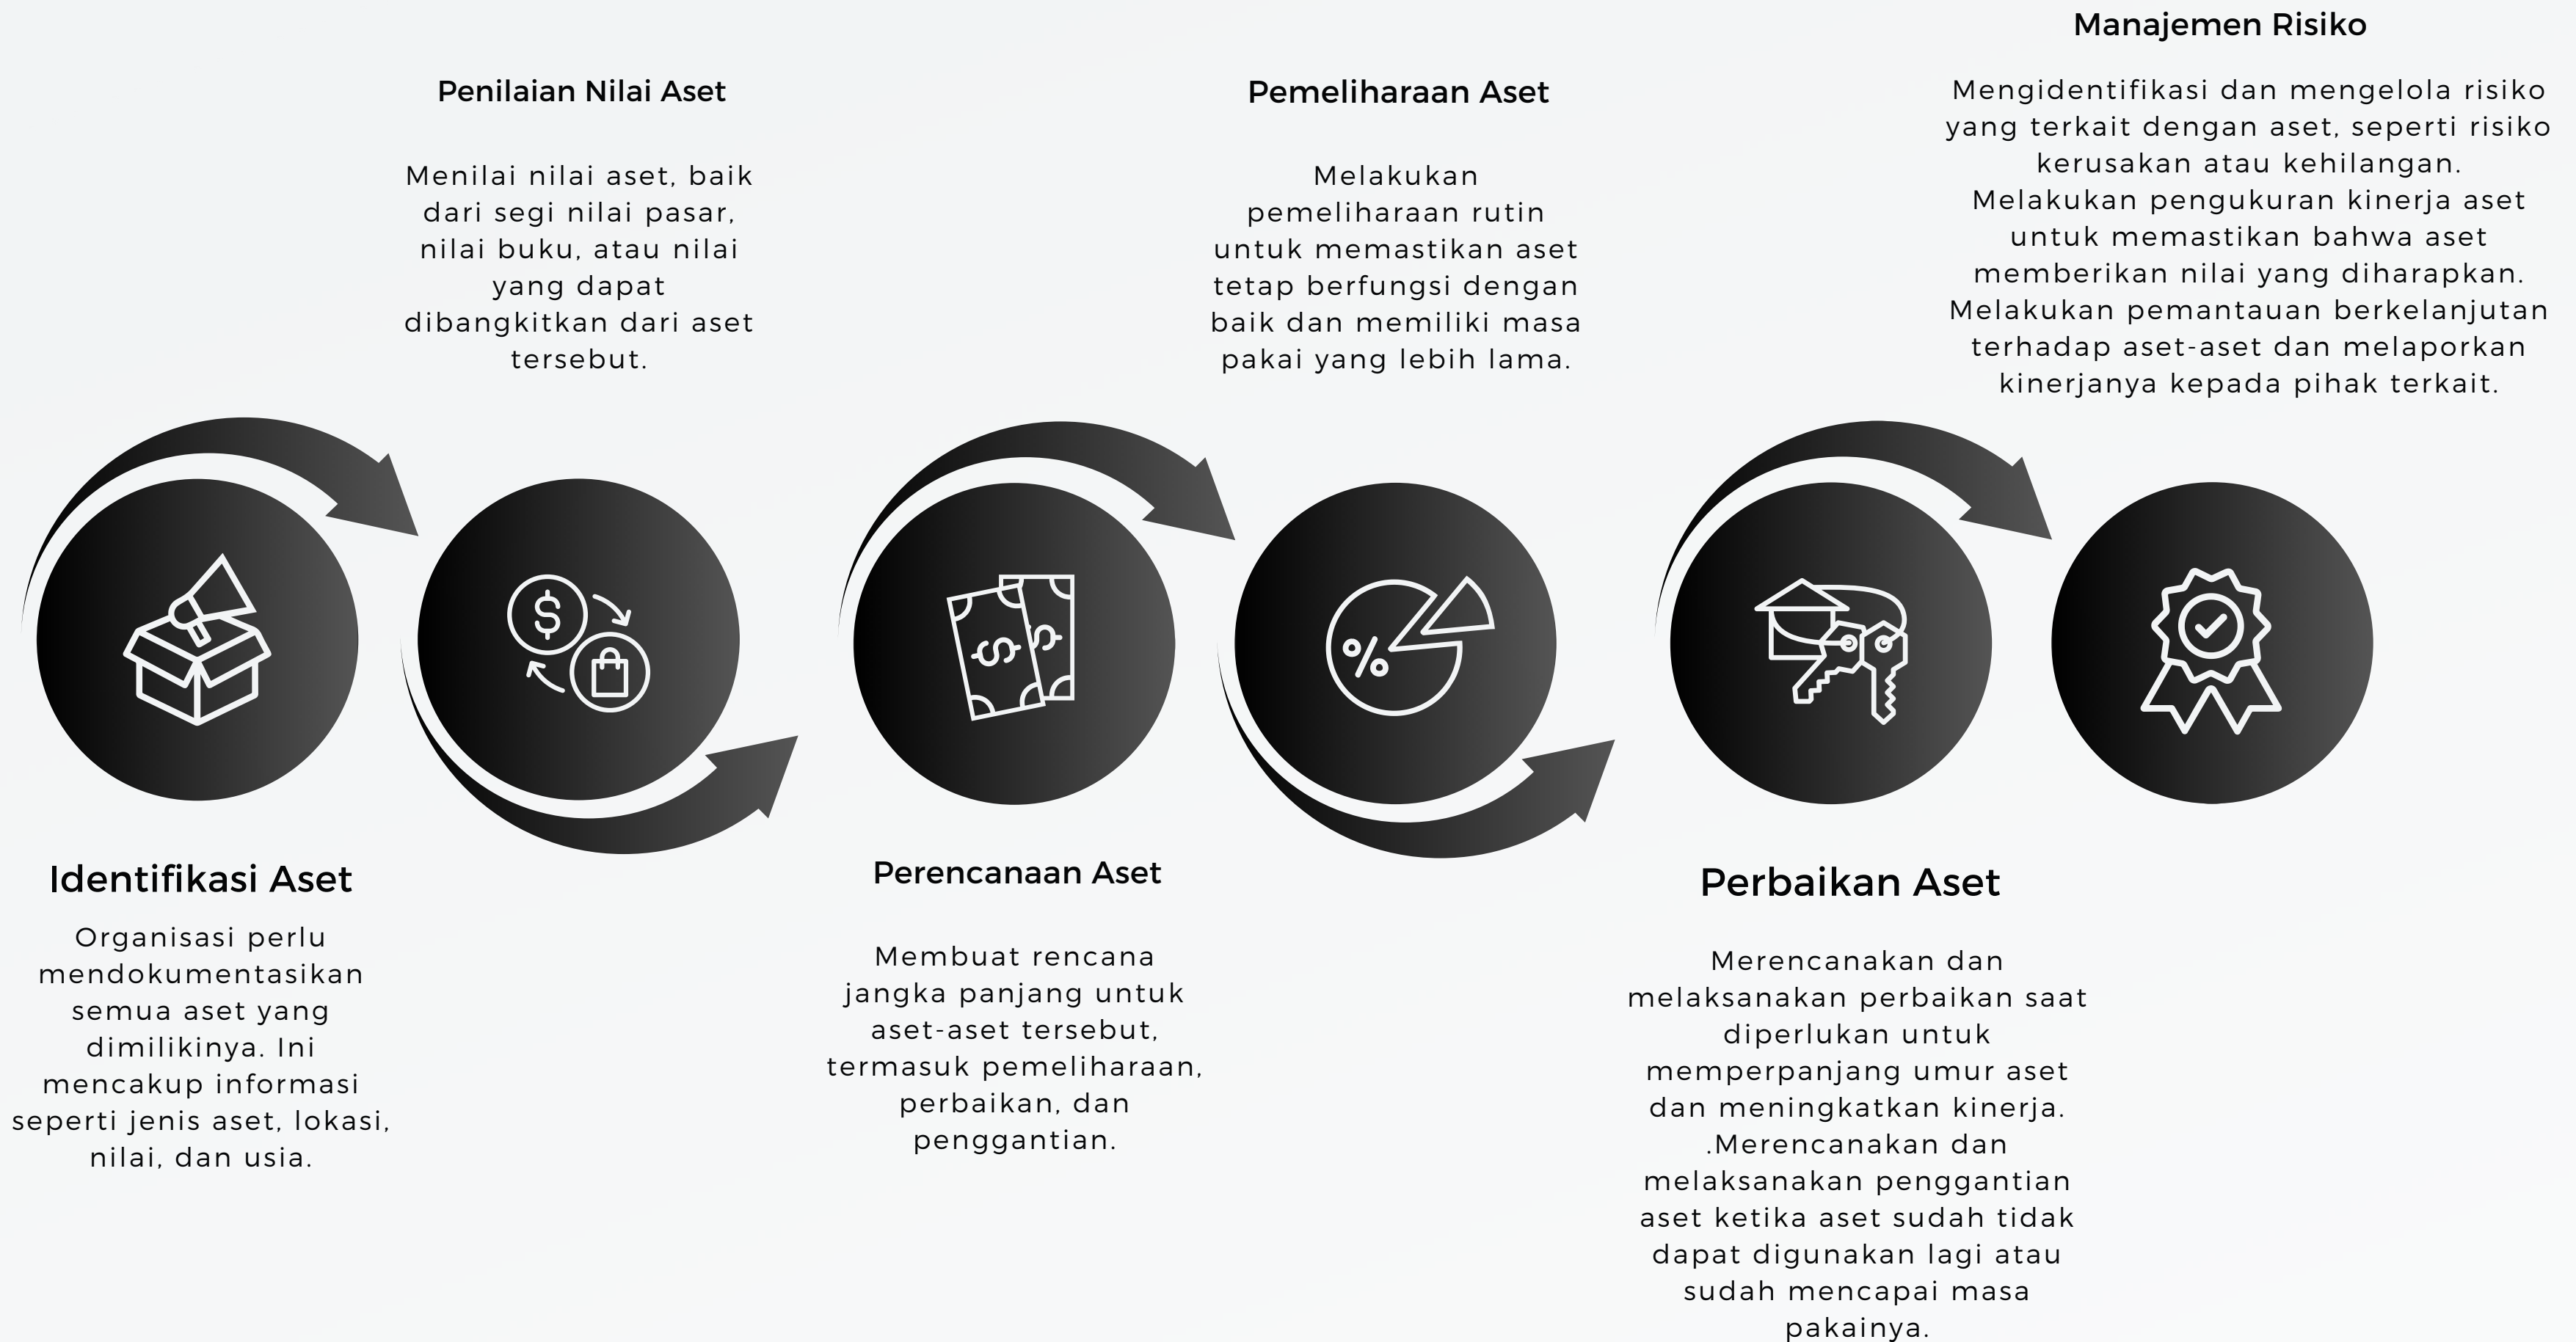 Identifikasi Aset
Organisasi perlu
mendokumentasikan
semua aset yang
dimilikinya. Ini
mencakup informasi
seperti jenis aset, lokasi,
nilai, dan usia.
Penilaian Nilai Aset
Menilai nilai aset, baik
dari segi nilai pasar,
nilai buku, atau nilai
yang dapat
dibangkitkan dari aset
tersebut.
$
Perencanaan Aset
Membuat rencana
jangka panjang untuk
aset-aset tersebut,
termasuk pemeliharaan,
perbaikan, dan
penggantian.
$ $
Pemeliharaan Aset
Melakukan
pemeliharaan rutin
untuk memastikan aset
tetap berfungsi dengan
baik dan memiliki masa
pakai yang lebih lama.
%
Perbaikan Aset
Merencanakan dan
melaksanakan perbaikan saat
diperlukan untuk
memperpanjang umur aset
dan meningkatkan kinerja.
.Merencanakan dan
melaksanakan penggantian
aset ketika aset sudah tidak
dapat digunakan lagi atau
sudah mencapai masa
pakainya.
Manajemen Risiko
Mengidentifikasi dan mengelola risiko
yang terkait dengan aset, seperti risiko
kerusakan atau kehilangan.
Melakukan pengukuran kinerja aset
untuk memastikan bahwa aset
memberikan nilai yang diharapkan.
Melakukan pemantauan berkelanjutan
terhadap aset-aset dan melaporkan
kinerjanya kepada pihak terkait.